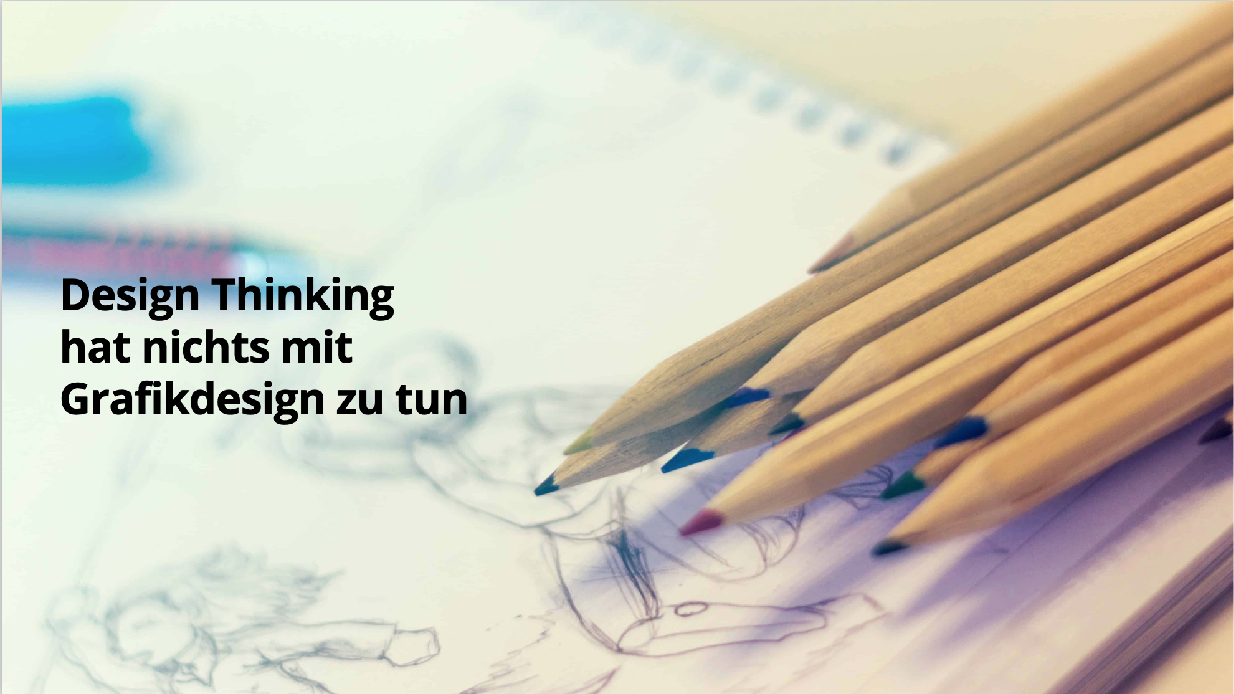 Design Thinking
hat nichts mit
Grafikdesign zu tun